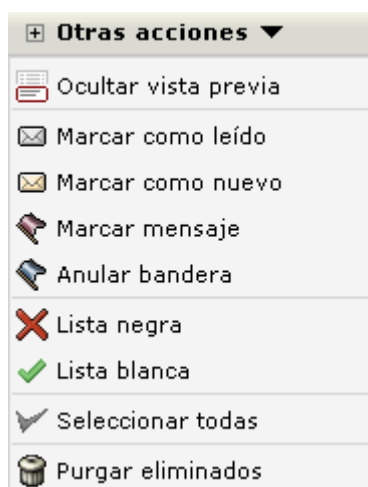 Otras acciones
Ocultar vista previa
Marcar como leído
Marcar como nuevo
Marcar mensaje
Anular bandera
Lista negra
Lista blanca
Seleccionar todas
Purgar eliminados